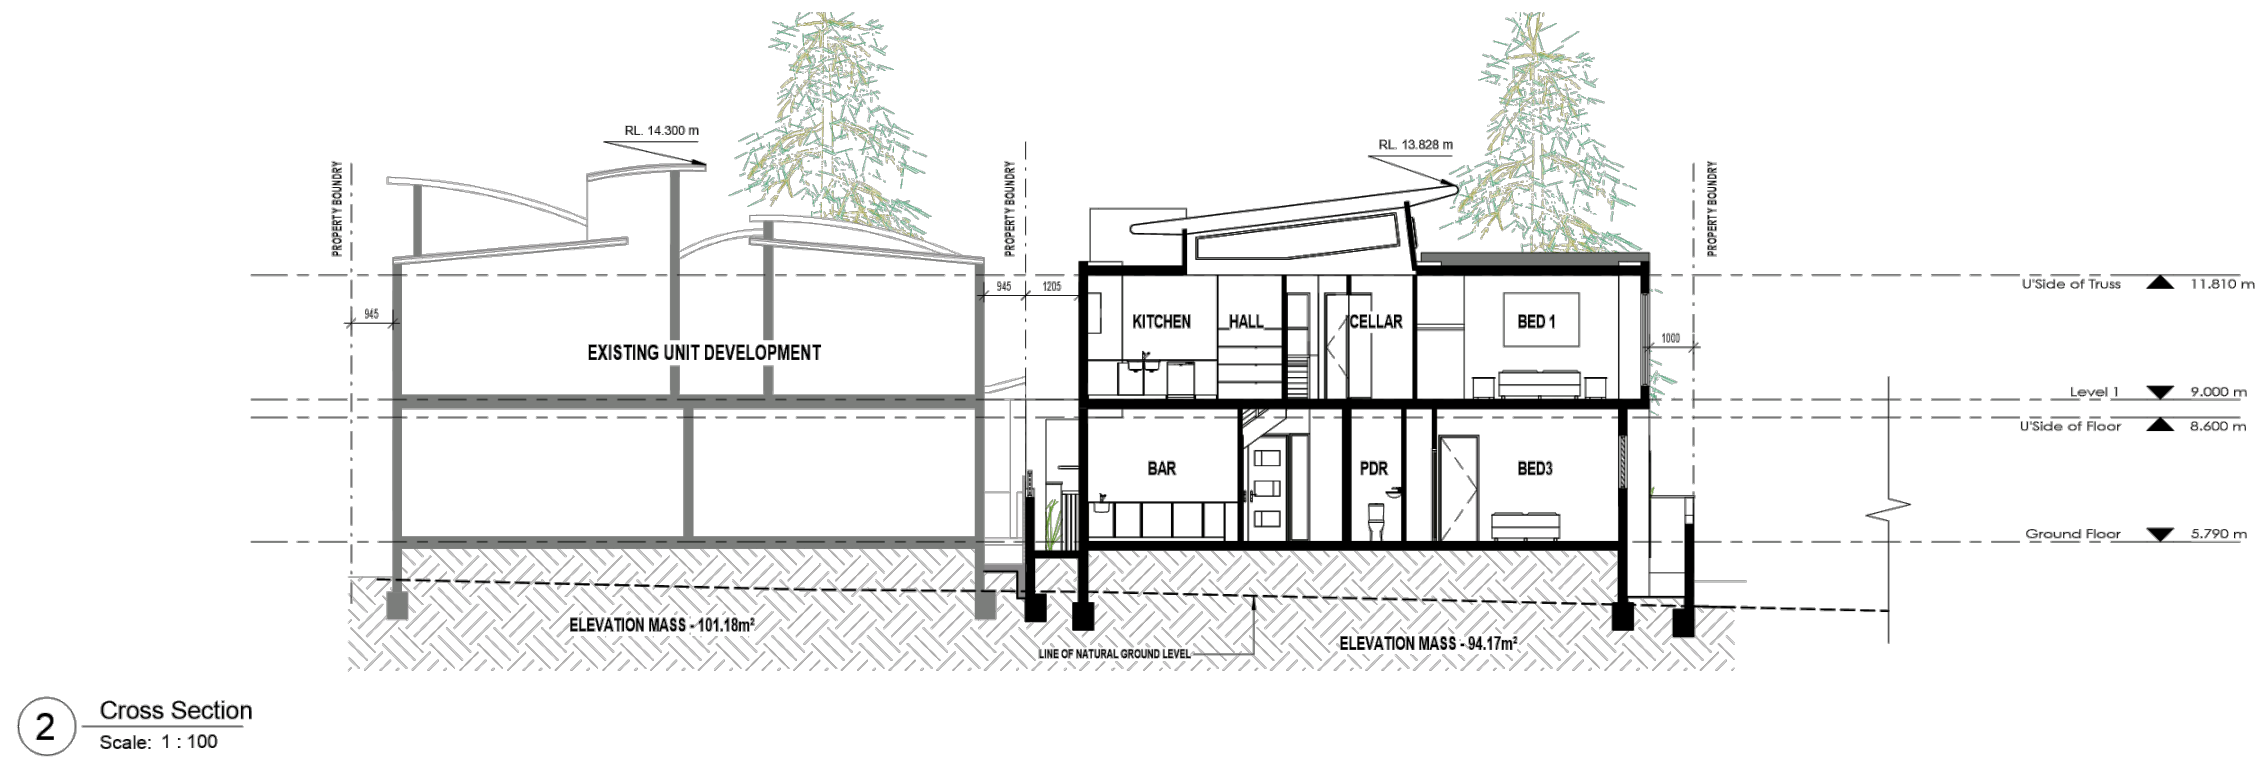 RL. 14.300 m
RL. 13.828 m
PROPERTY BOUNDRY
PROPERTY BOUNDRY
PROPERTY BOUNDRY
945
945
1205
1000
U'Side of Truss 11.810 m
KITCHEN HALL CELLAR BED 1
EXISTING UNIT DEVELOPMENT
Level 1 9.000 m
U'Side of Floor 8.600 m
BAR PDR BED3
Ground Floor 5.790 m
ELEVATION MASS - 101.18m²
ELEVATION MASS - 94.17m²
LINE OF NATURAL GROUND LEVEL
2 Cross Section
Scale: 1 : 100